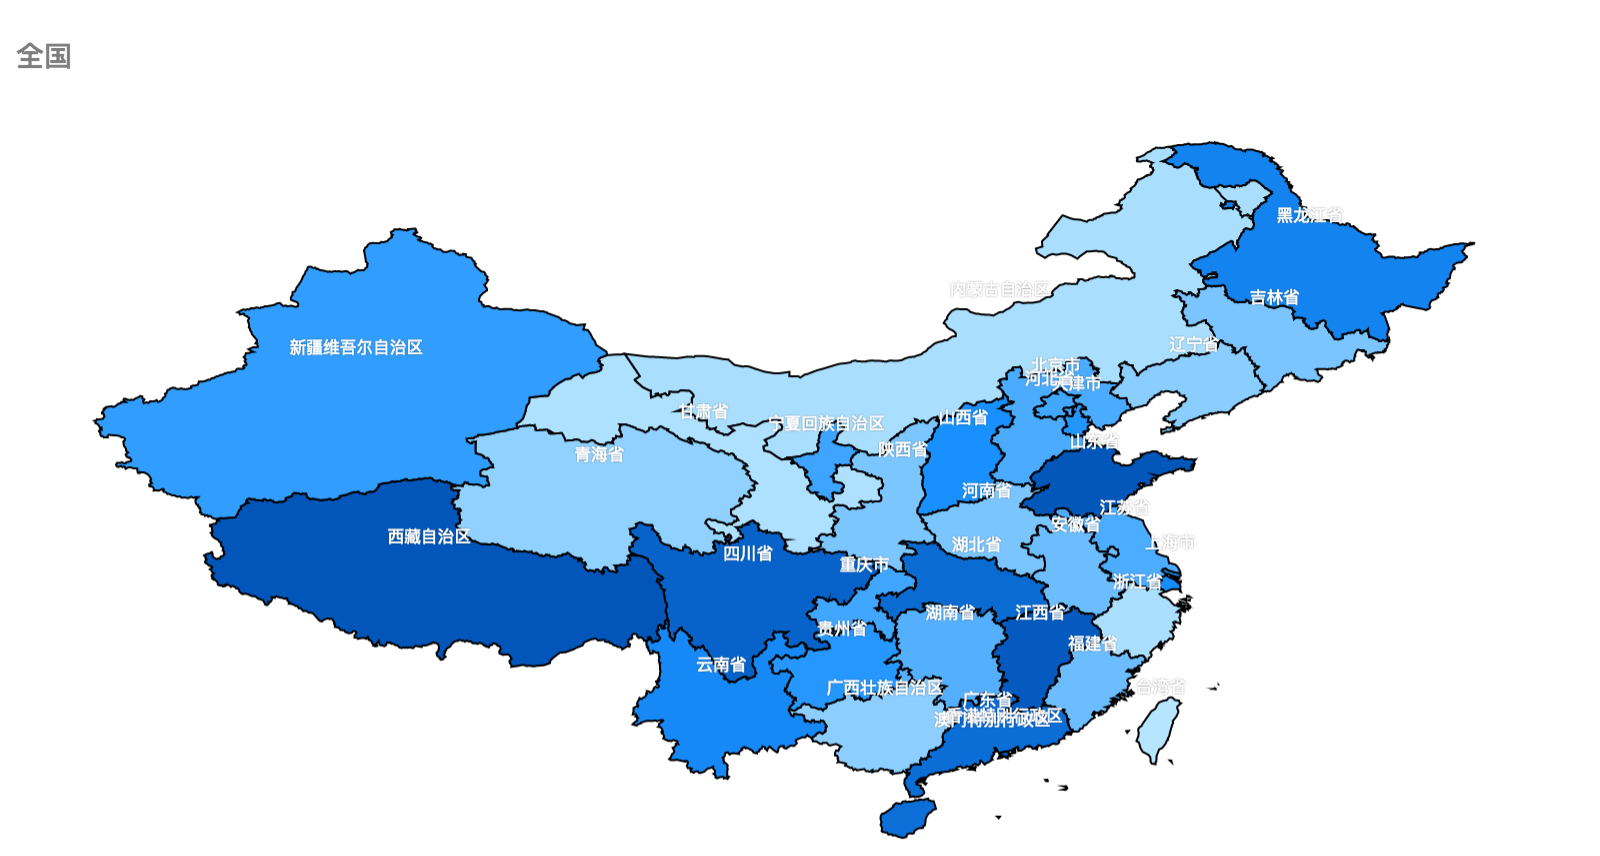 全国
黑龙江省
内蒙古自治区
吉林省
辽宁省
新疆维吾尔自治区
北京市
河北省
天津市
甘肃省
宁夏回族自治区
山西省
山东省
陕西省
青海省
河南省
江苏省
安徽省
西藏自治区
上海市
湖北省
四川省
重庆市
浙江省
湖南省
江西省
贵州省
福建省
云南省
广西壮族自治区
台湾省
广东省
香港特别行政区
澳门特别行政区